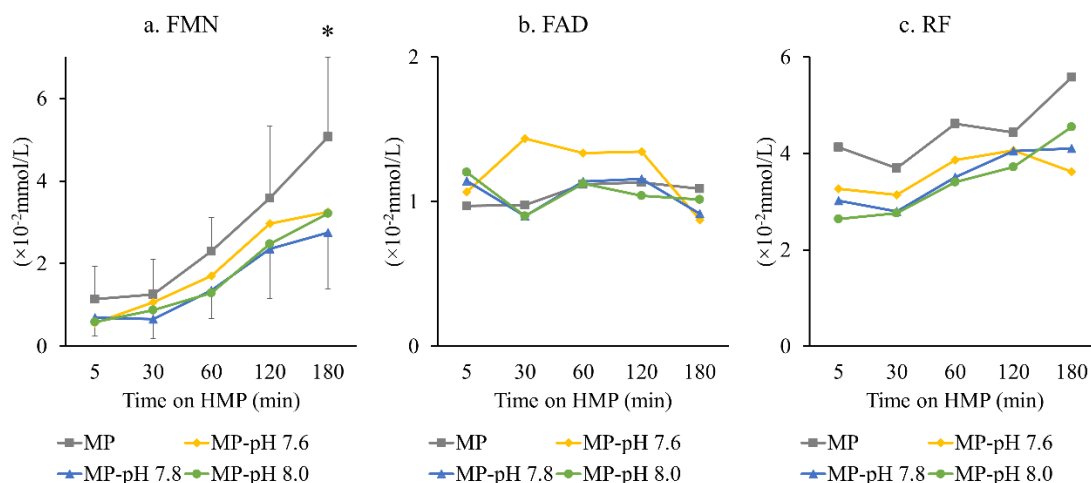 a. FMN
*
(×10⁻²mmol/L)
6
4
2
0
5 30 60 120 180
Time on HMP (min)
MP MP-pH 7.6
MP-pH 7.8 MP-pH 8.0
b. FAD
(×10⁻²mmol/L)
2
1
0
5 30 60 120 180
Time on HMP (min)
MP MP-pH 7.6
MP-pH 7.8 MP-pH 8.0
c. RF
(×10⁻²mmol/L)
6
4
2
0
5 30 60 120 180
Time on HMP (min)
MP MP-pH 7.6
MP-pH 7.8 MP-pH 8.0